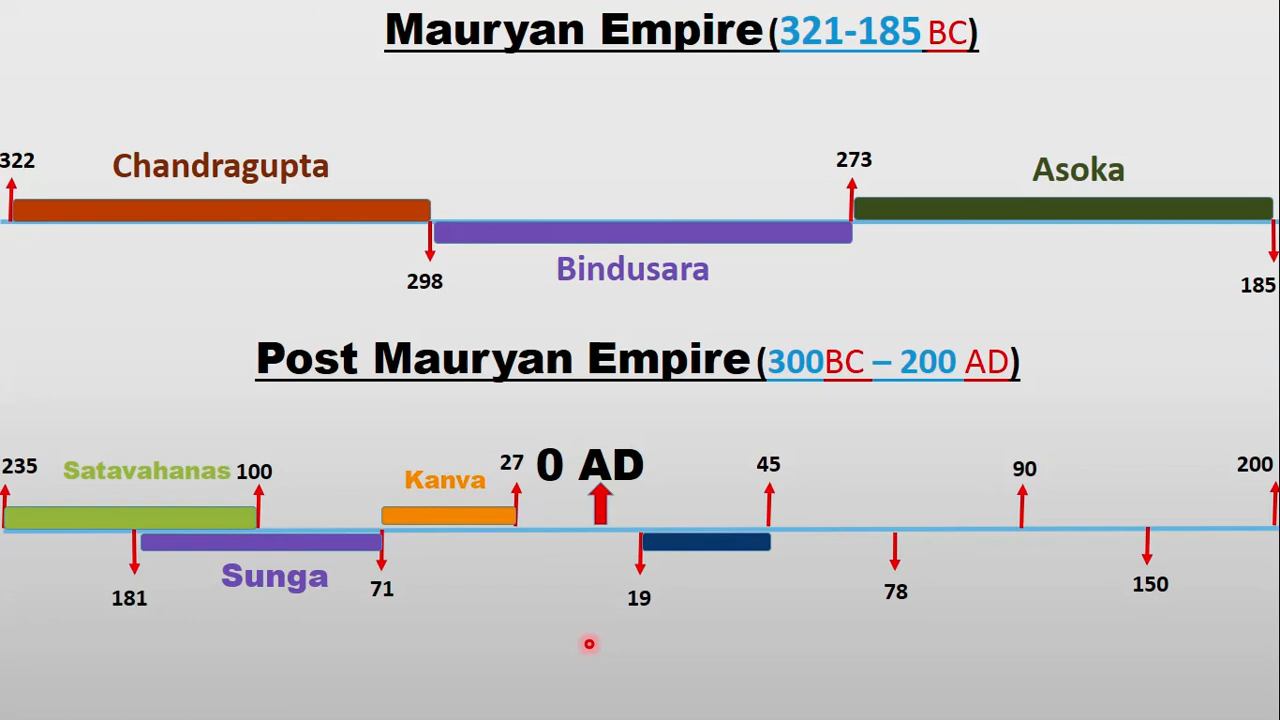 Mauryan Empire (321-185 BC)
322 Chandragupta 273 Asoka
298 Bindusara 185
Post Mauryan Empire (300BC – 200 AD)
235 Satavahanas 100 Kanva 27 0 AD 45 90 200
181 Sunga 71 19 78 150